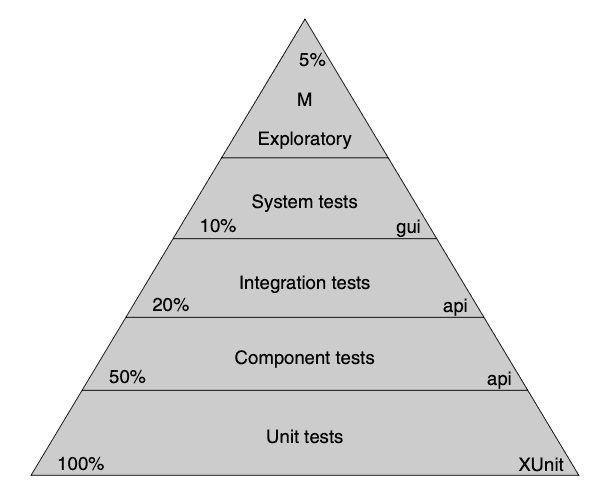 5%
M
Exploratory
System tests
10% gui
Integration tests
20% api
Component tests
50% api
Unit tests
100% XUnit